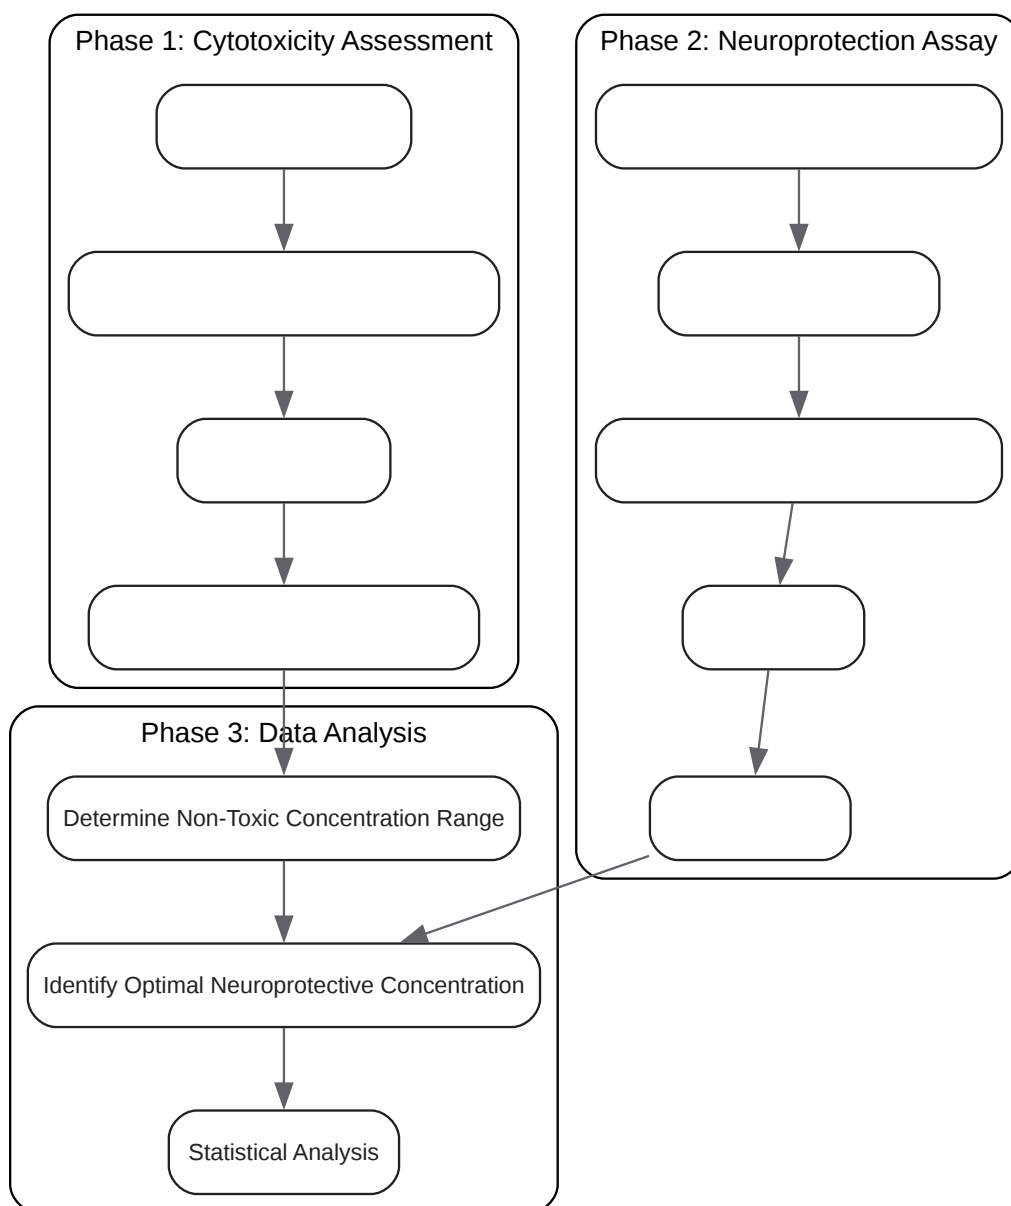 Phase 1: Cytotoxicity Assessment
Phase 2: Neuroprotection Assay
Phase 3: Data Analysis
Determine Non-Toxic Concentration Range
Identify Optimal Neuroprotective Concentration
Statistical Analysis